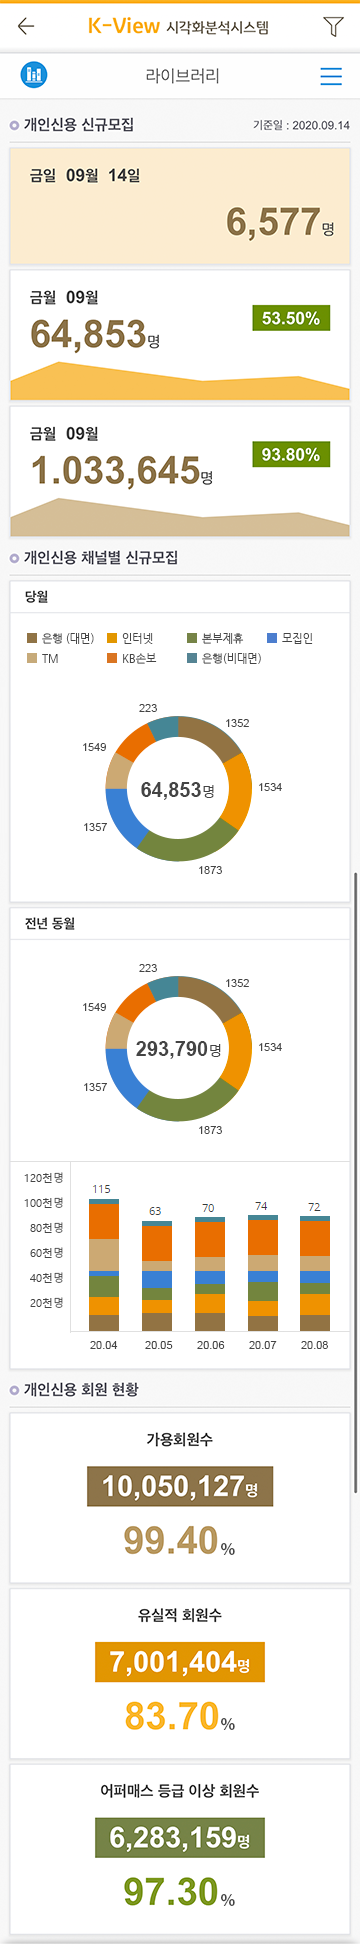 K-View 시각화분석시스템
라이브러리
개인신용 신규모집 기준일 : 2020.09.14
금일 09월 14일
6,577명
금월 09월
64,853명 53.50%
금월 09월
1.033,645명 93.80%
개인신용 채널별 신규모집
당월
은행 (대면) 인터넷 본부제휴 모집인
TM KB손보 은행(비대면)
223
1352
1549
1534
64,853명
1357
1873
전년 동월
223
1352
1549
1534
293,790명
1357
1873
120천명
115
100천명
63 70 74 72
80천명
60천명
40천명
20천명
20.04 20.05 20.06 20.07 20.08
개인신용 회원 현황
가용회원수
10,050,127명
99.40%
유실적 회원수
7,001,404명
83.70%
어퍼매스 등급 이상 회원수
6,283,159명
97.30%